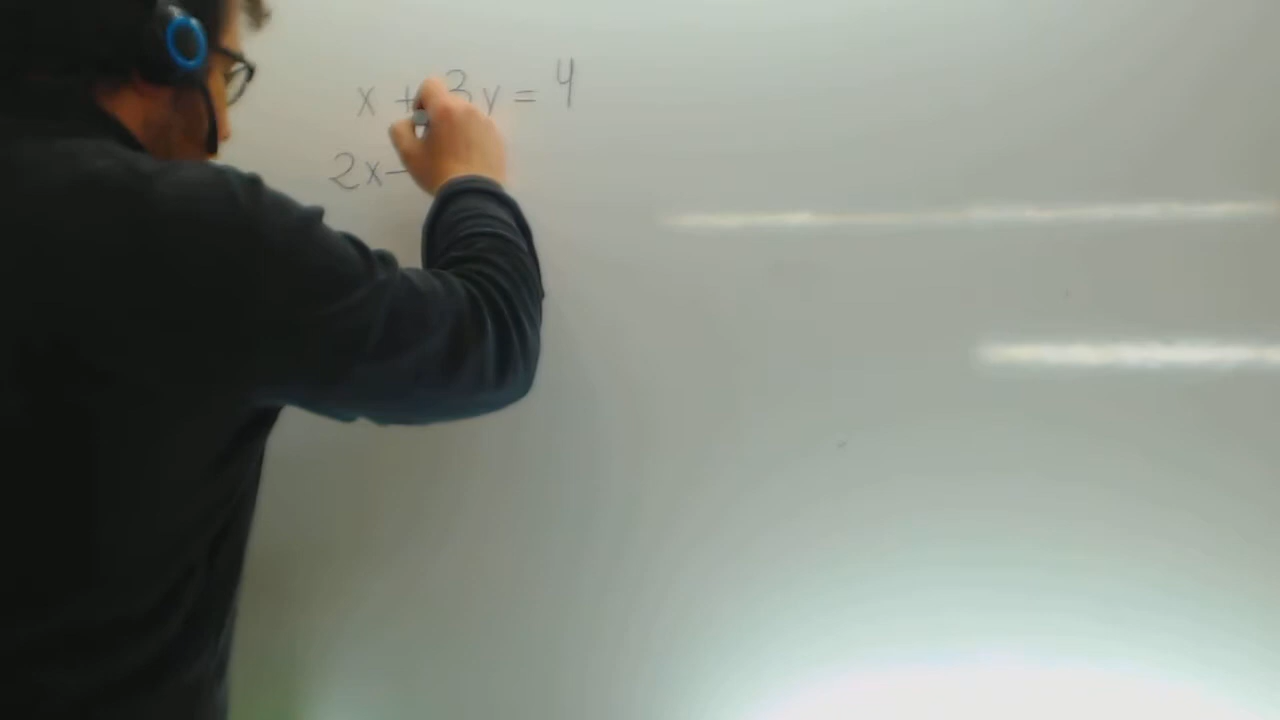 x + 3y = 4
2x-